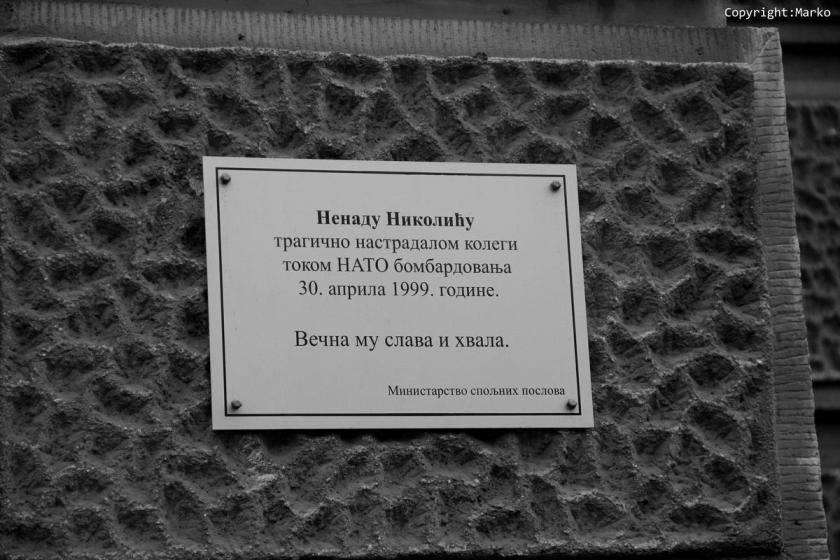 Copyright:Marko
Ненаду Николићу
трагично настрадалом колеги
током НАТО бомбардовања
30. априла 1999. године.
Вечна му слава и хвала.
Министарство спољних послова